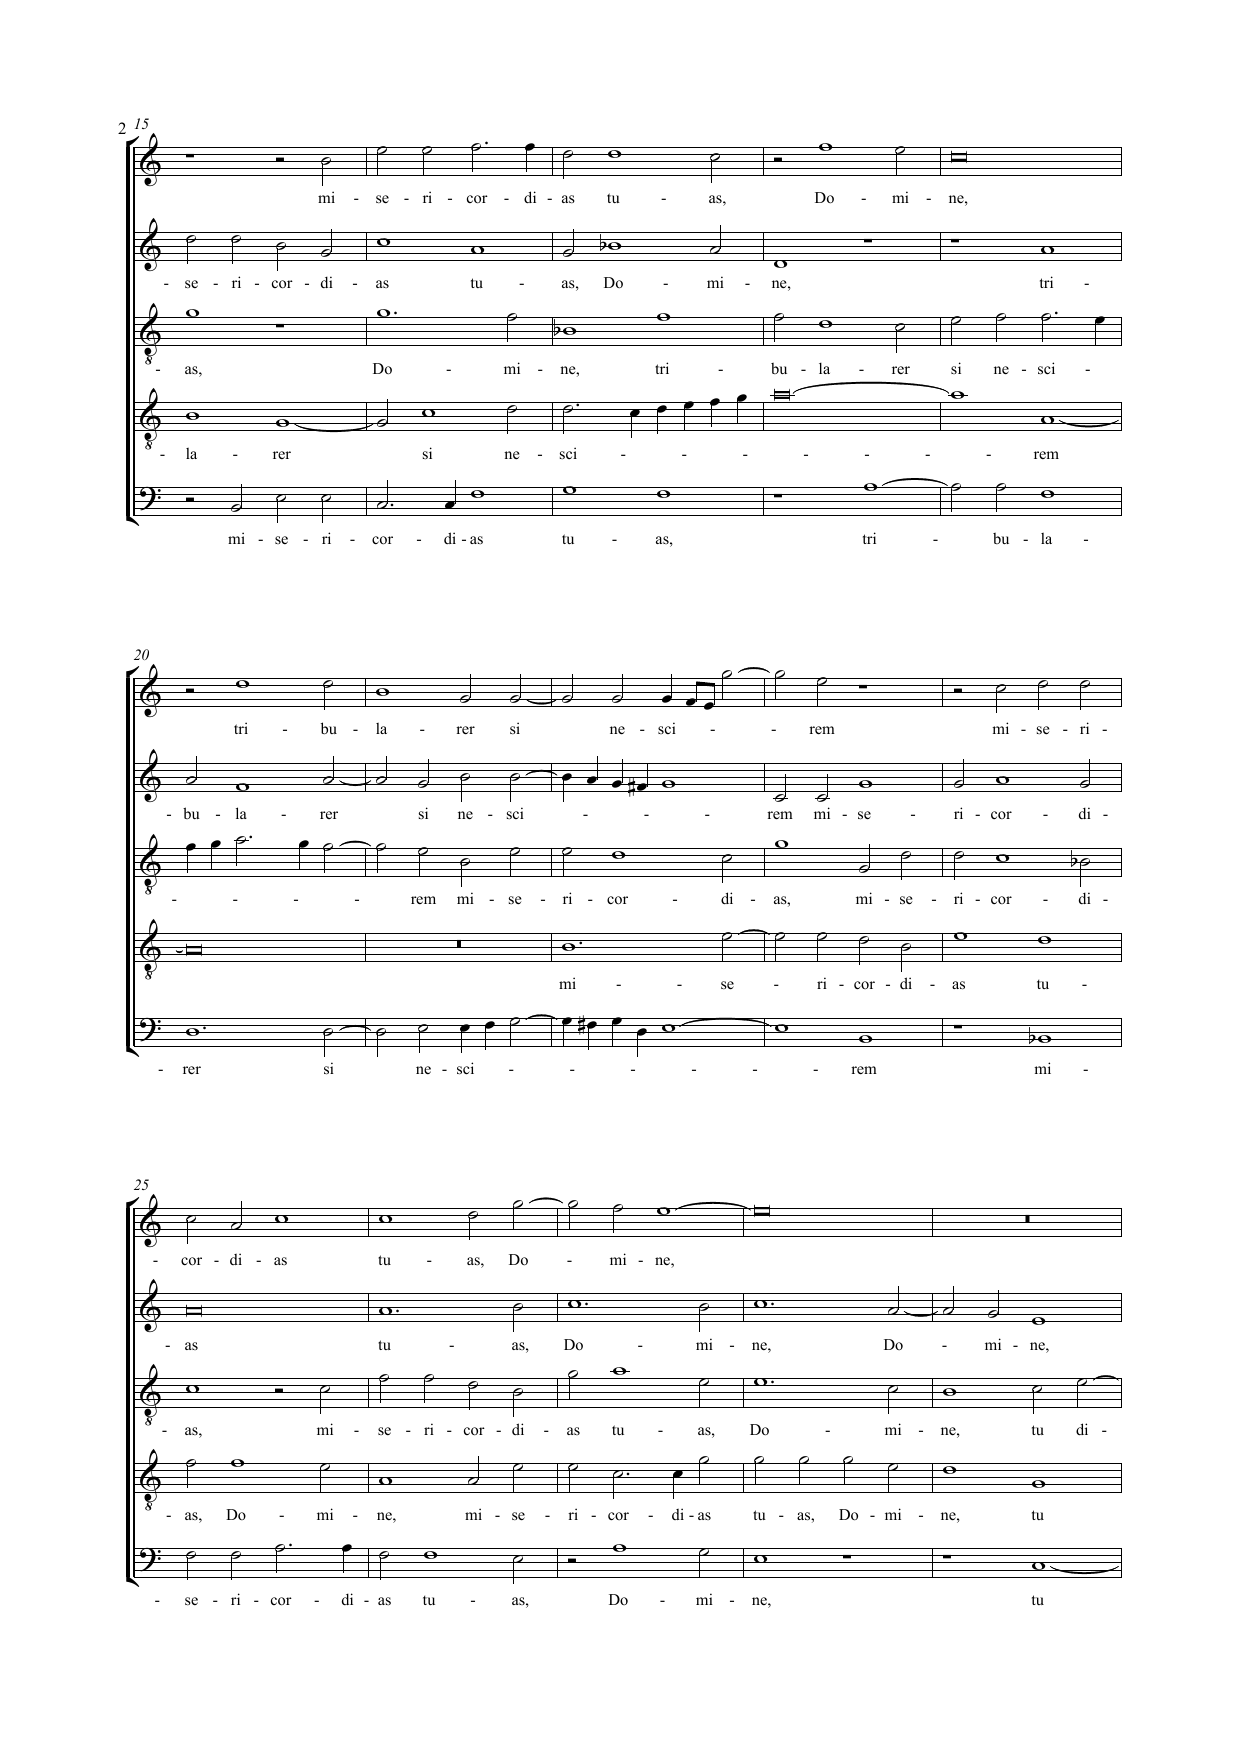 2 15
mi - se - ri - cor - di - as tu - as, Do - mi - ne,
- se - ri - cor - di - as tu - as, Do - mi - ne, tri -
- as, Do - mi - ne, tri - bu - la - rer si ne - sci -
- la - rer si ne - sci - - - - - - - rem
mi - se - ri - cor - di - as tu - as, tri - bu - la -
20
tri - bu - la - rer si ne - sci - - rem mi - se - ri -
- bu - la - rer si ne - sci - - - rem mi - se - ri - cor - di -
- - - - rem mi - se - ri - cor - di - as, mi - se - ri - cor - di -
mi - - se - ri - cor - di - as tu -
- rer si ne - sci - - - - - - rem mi -
25
- cor - di - as tu - as, Do - mi - ne,
- as tu - as, Do - mi - ne, Do - mi - ne,
- as, mi - se - ri - cor - di - as tu - as, Do - mi - ne, tu di -
- as, Do - mi - ne, mi - se - ri - cor - di - as tu - as, Do - mi - ne, tu
- se - ri - cor - di - as tu - as, Do - mi - ne, tu